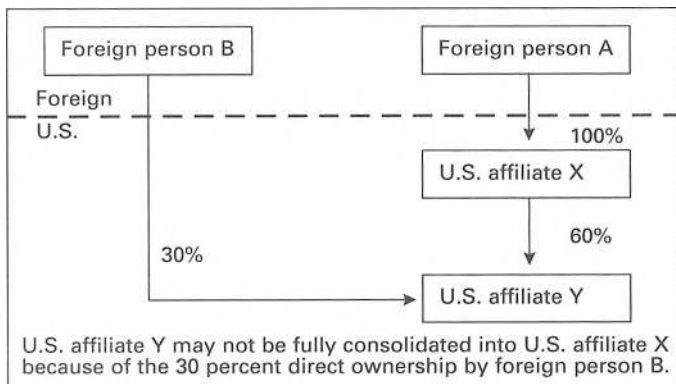 Foreign person B
Foreign person A
Foreign
U.S.
100%
U.S. affiliate X
30%
60%
U.S. affiliate Y
U.S. affiliate Y may not be fully consolidated into U.S. affiliate X
because of the 30 percent direct ownership by foreign person B.